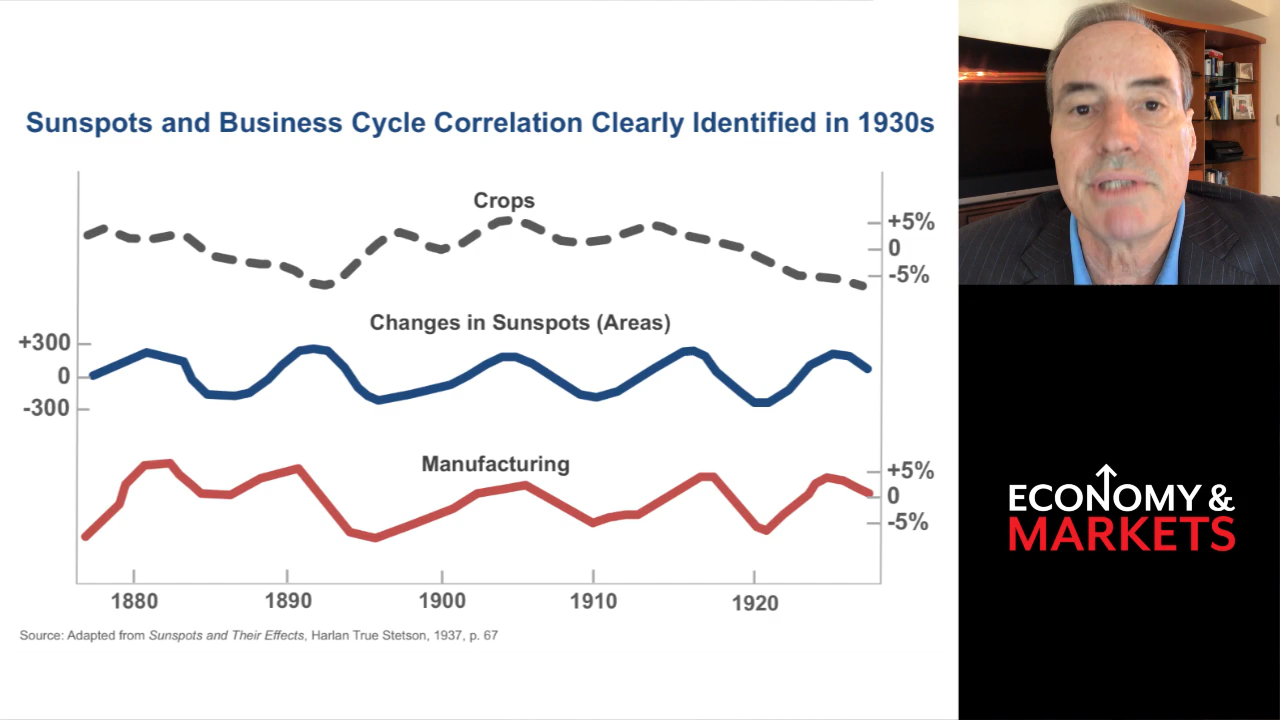 Sunspots and Business Cycle Correlation Clearly Identified in 1930s
Crops
+5%
0
-5%
Changes in Sunspots (Areas)
+300
0
-300
Manufacturing
+5%
0
-5%
1880 1890 1900 1910 1920
Source: Adapted from Sunspots and Their Effects, Harlan True Stetson, 1937, p. 67
ECONOMY &
MARKETS